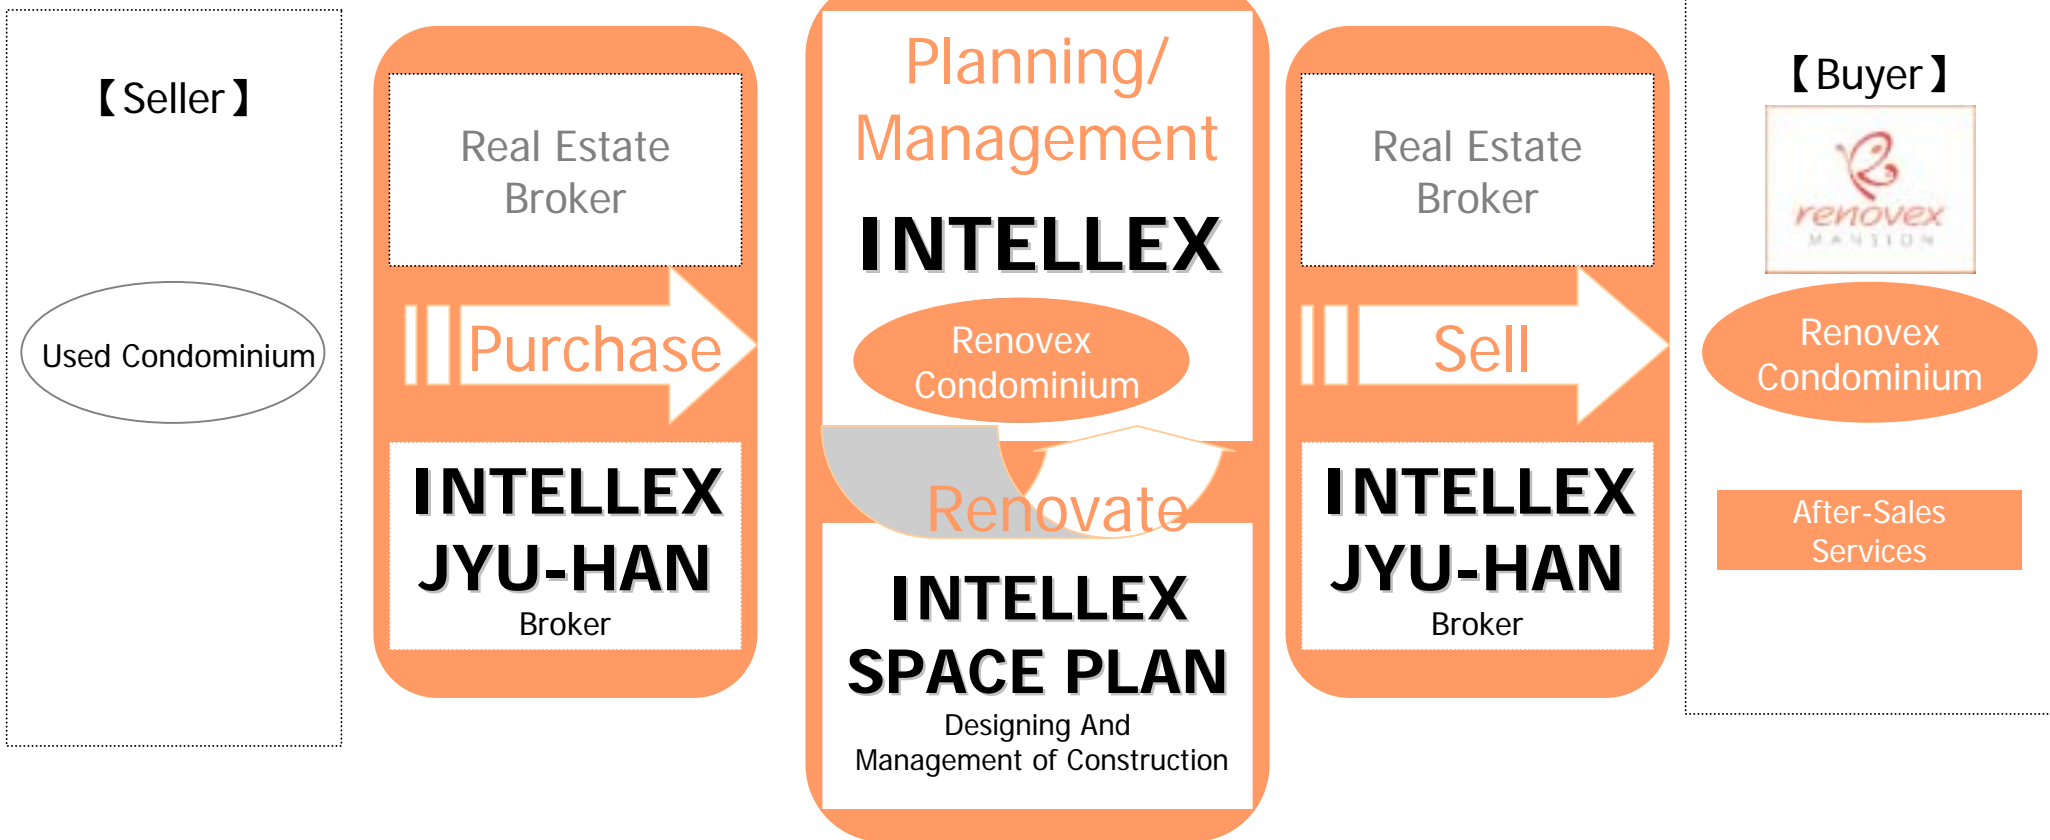 【Seller】
Used Condominium
Real Estate
Broker
Purchase
INTELLEX
JYU-HAN
Broker
Planning/
Management
INTELLEX
Renovex
Condominium
Renovate
INTELLEX
SPACE PLAN
Designing And
Management of Construction
Real Estate
Broker
Sell
INTELLEX
JYU-HAN
Broker
【Buyer】
renovex
MANSION
Renovex
Condominium
After-Sales
Services